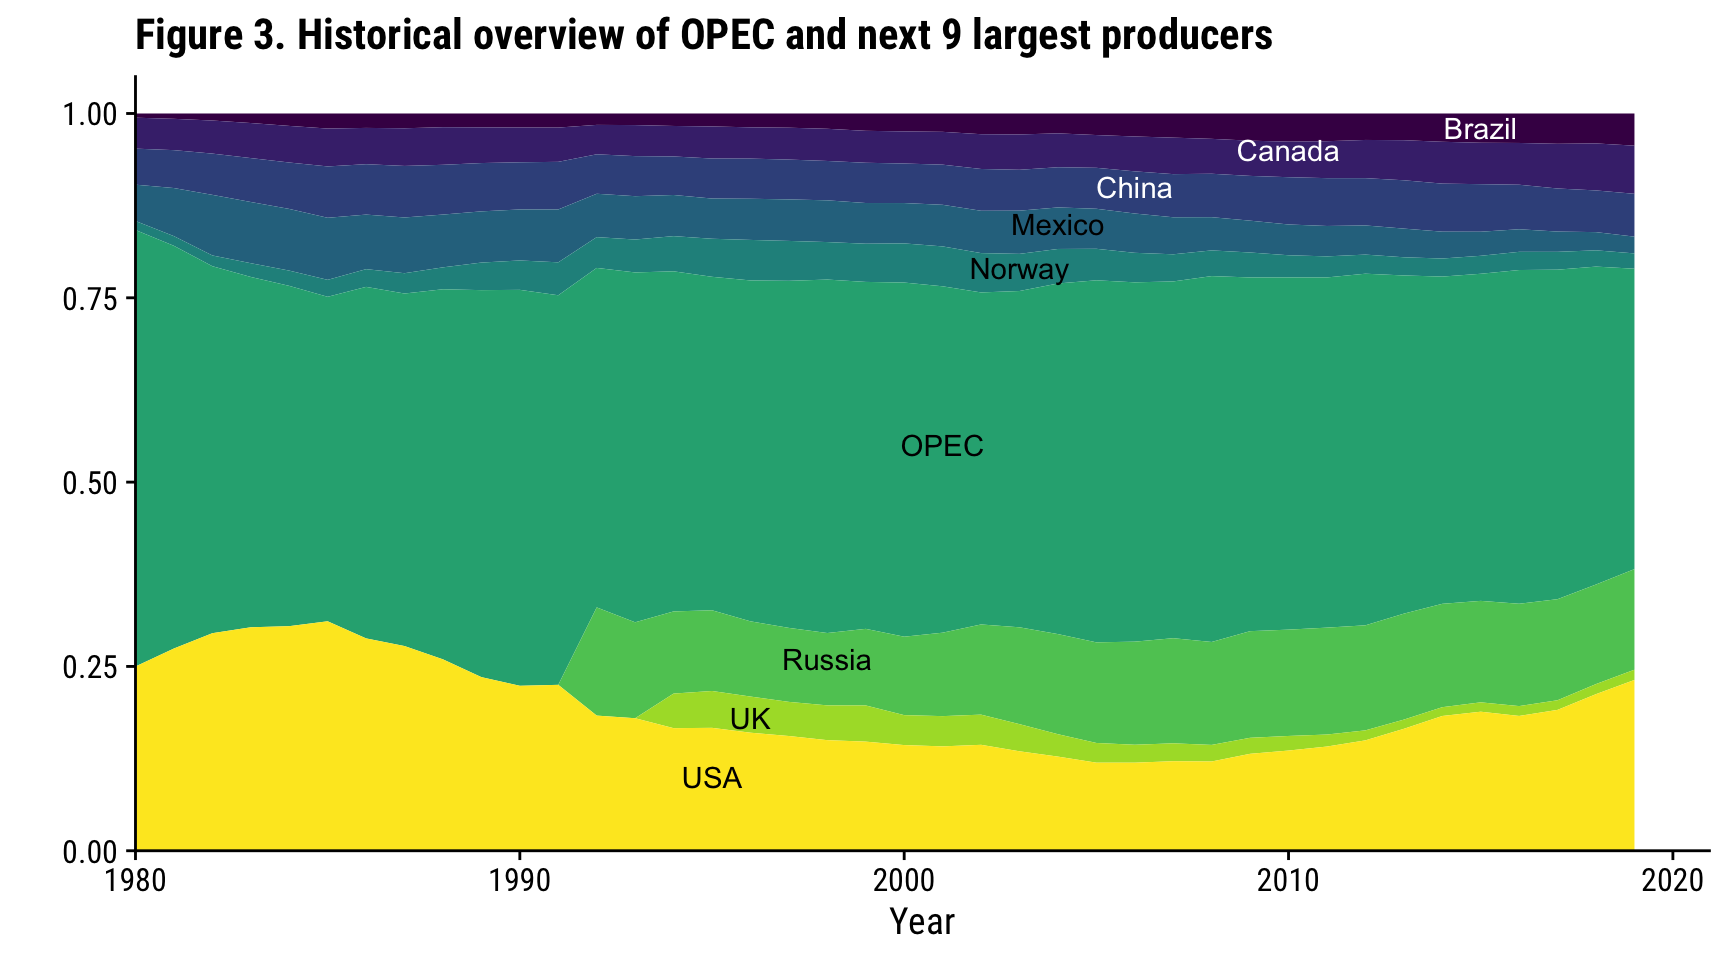 Figure 3. Historical overview of OPEC and next 9 largest producers
1.00
0.75
0.50
0.25
0.00
Brazil
Canada
China
Mexico
Norway
OPEC
Russia
UK
USA
1980 1990 2000 2010 2020
Year